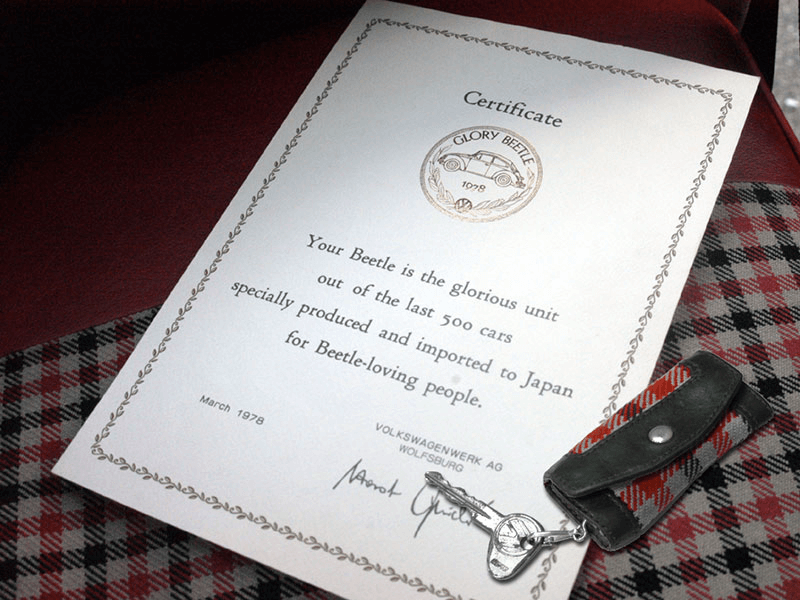 Certificate
GLORY BEETLE
1978
Your Beetle is the glorious unit
out of the last 500 cars
specially produced and imported to Japan
for Beetle-loving people.
March 1978
VOLKSWAGENWERK AG
WOLFSBURG